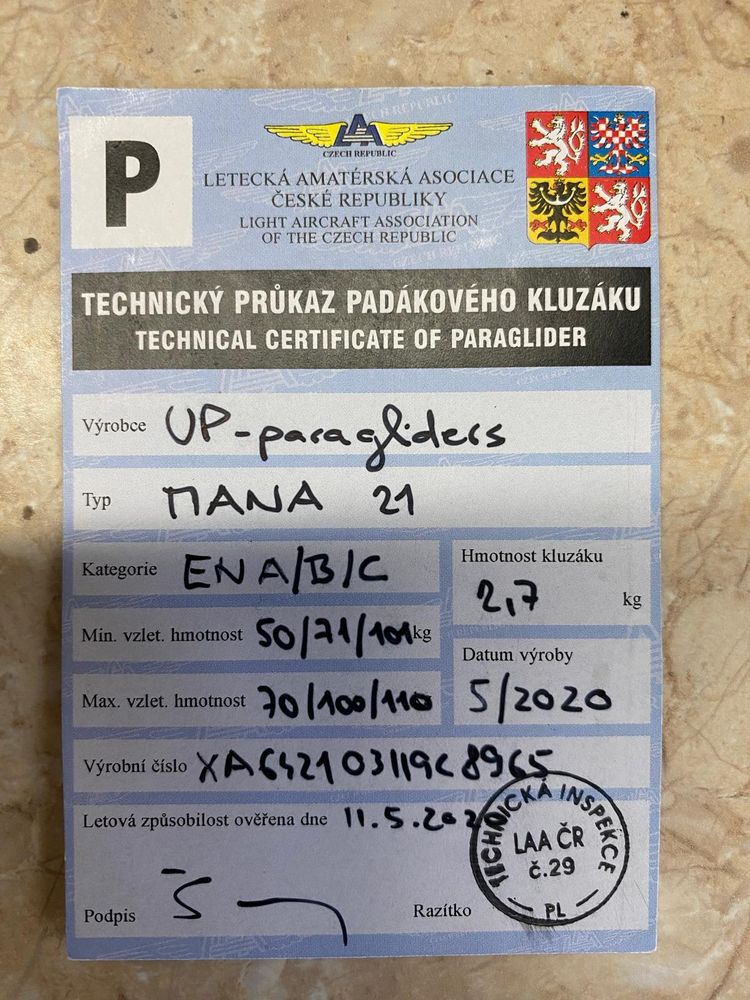 P
CZECH REPUBLIC
LETECKÁ AMATÉRSKÁ ASOCIACE
ČESKÉ REPUBLIKY
LIGHT AIRCRAFT ASSOCIATION
OF THE CZECH REPUBLIC
TECHNICKÝ PRŮKAZ PADÁKOVÉHO KLUZÁKU
TECHNICAL CERTIFICATE OF PARAGLIDER
Výrobce UP-paragliders
Typ MANA 21
Kategorie EN A/B/C
Hmotnost kluzáku
2,7 kg
Min. vzlet. hmotnost 50/71/101 kg
Datum výroby
5/2020
Max. vzlet. hmotnost 70/100/110
Výrobní číslo XA642103119C8965
Letová způsobilost ověřena dne 11.5.2020
TECHNICKÁ INSPEKCE
LAA ČR
č.29
PL
Podpis
Razítko